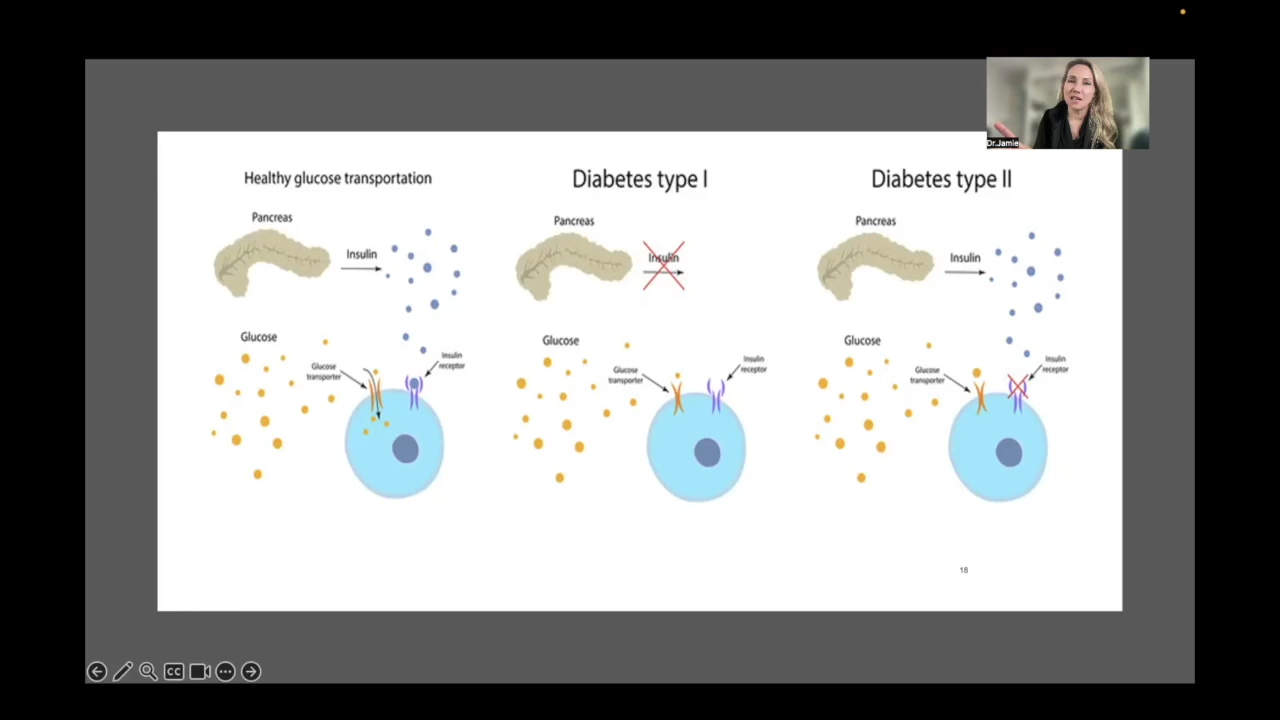 Dr.Jamie
Healthy glucose transportation
Pancreas
Insulin
Glucose
Glucose
transporter
Insulin
receptor
Diabetes type I
Pancreas
Insulin
Glucose
Glucose
transporter
Insulin
receptor
Diabetes type II
Pancreas
Insulin
Glucose
Glucose
transporter
Insulin
receptor
18
CC